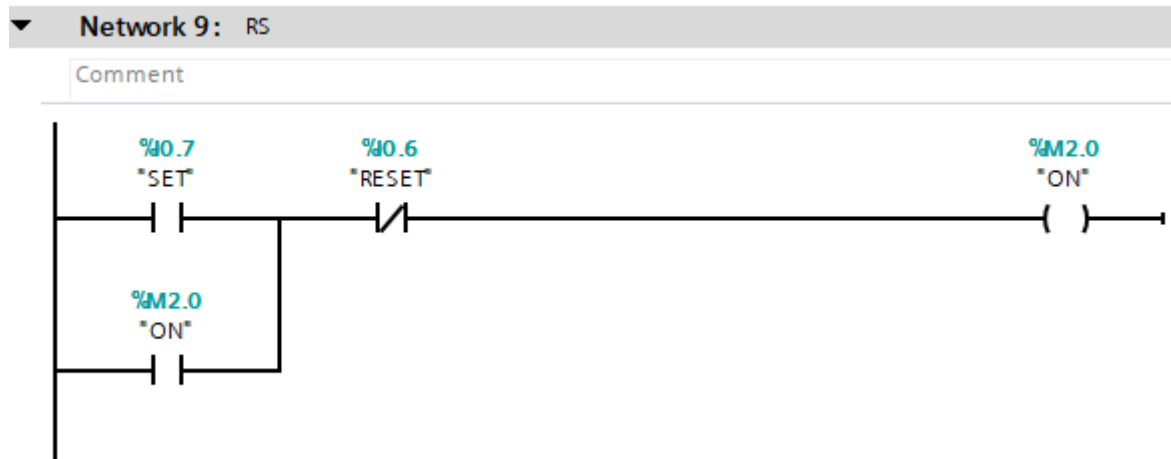 Network 9: RS
Comment
%I0.7
"SET"
%I0.6
"RESET"
%M2.0
"ON"
%M2.0
"ON"